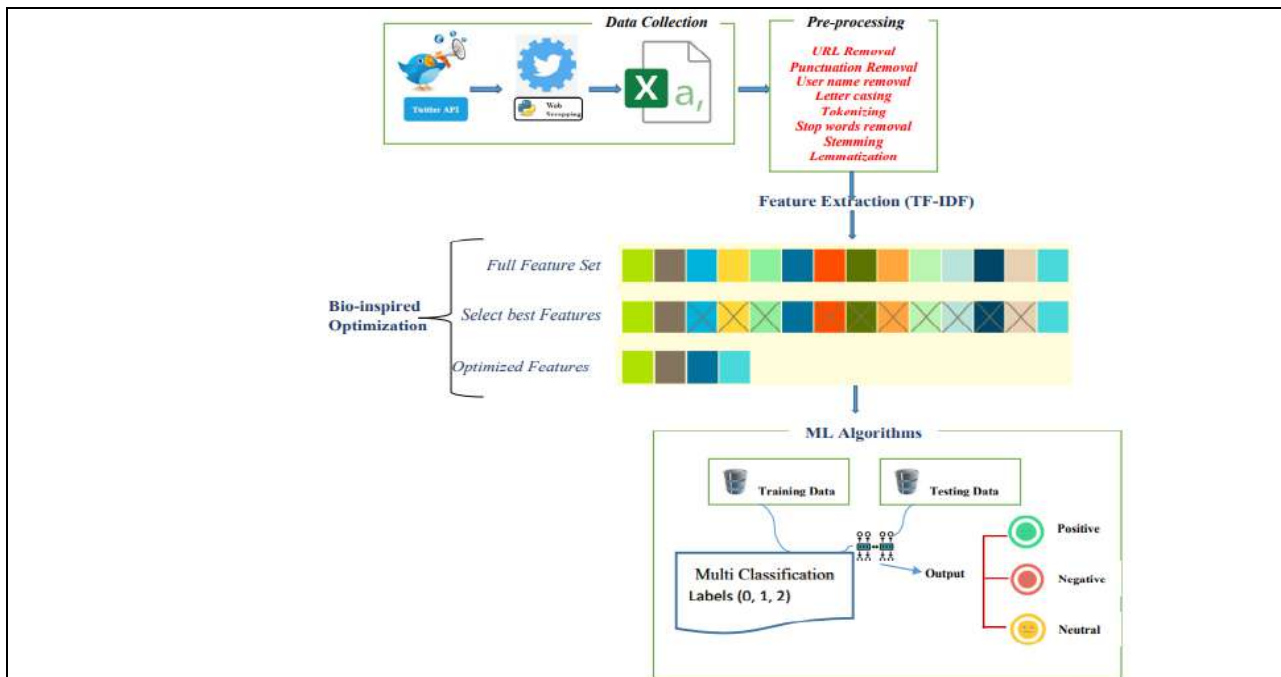 Data Collection
Twitter API
Web
Scrapping
X
a,
Pre-processing
URL Removal
Punctuation Removal
User name removal
Letter casing
Tokenizing
Stop words removal
Stemming
Lemmatization
Feature Extraction (TF-IDF)
Bio-inspired
Optimization
Full Feature Set
Select best Features
Optimized Features
ML Algorithms
Training Data
Testing Data
Multi Classification
Labels (0, 1, 2)
Output
Positive
Negative
Neutral